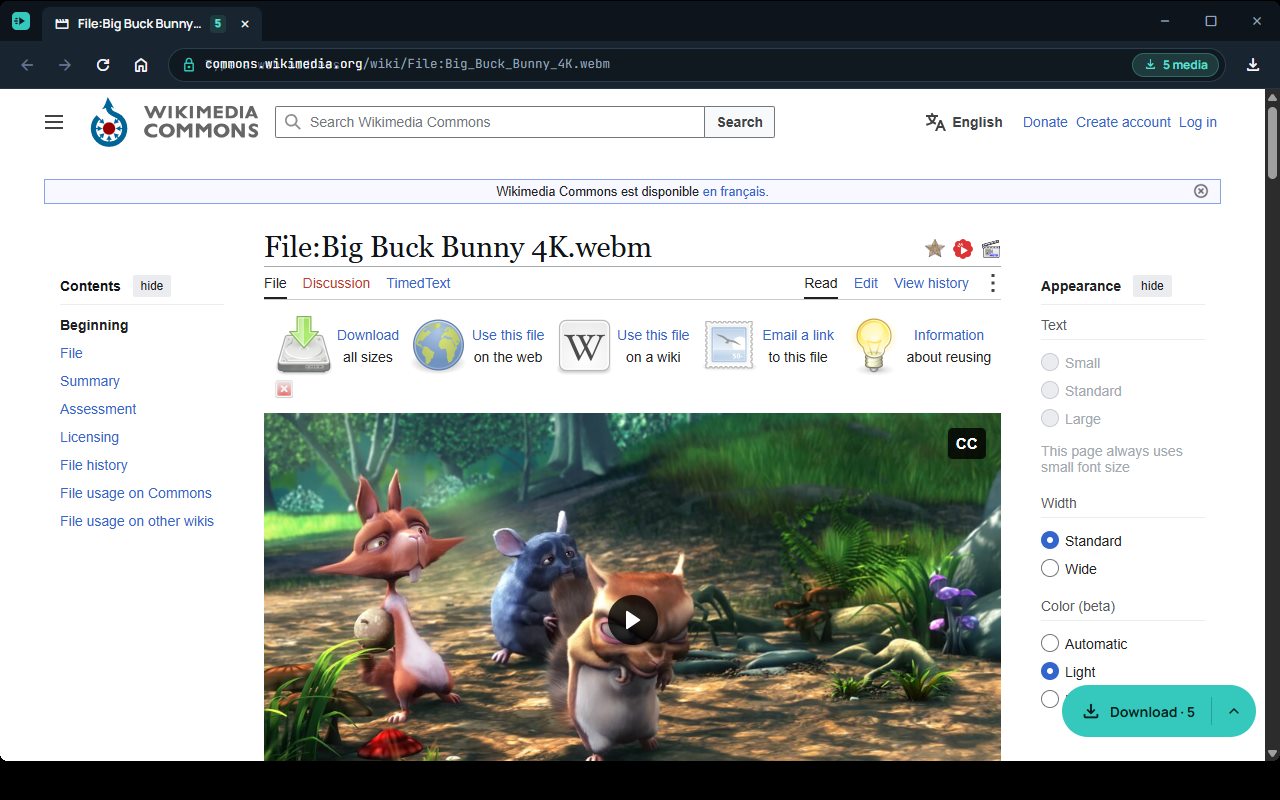 File:Big Buck Bunny... 5
commons.wikimedia.org/wiki/File:Big_Buck_Bunny_4K.webm
5 media
WIKIMEDIA
COMMONS
Search Wikimedia Commons
Search
English
Donate
Create account
Log in
Wikimedia Commons est disponible en français.
File:Big Buck Bunny 4K.webm
File
Discussion
TimedText
Read
Edit
View history
Contents
hide
Beginning
File
Summary
Assessment
Licensing
File history
File usage on Commons
File usage on other wikis
Download
all sizes
Use this file
on the web
W
Use this file
on a wiki
Email a link
to this file
Information
about reusing
CC
Appearance
hide
Text
Small
Standard
Large
This page always uses
small font size
Width
Standard
Wide
Color (beta)
Automatic
Light
Download · 5